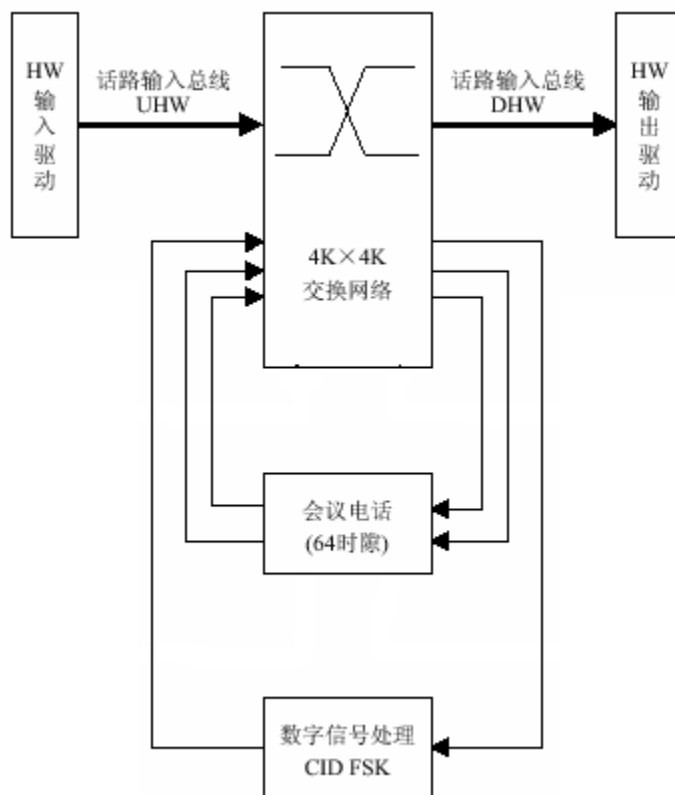 HW
输
入
驱
动
话路输入总线
UHW
4K×4K
交换网络
话路输入总线
DHW
HW
输
出
驱
动
会议电话
(64时隙)
数字信号处理
CID FSK